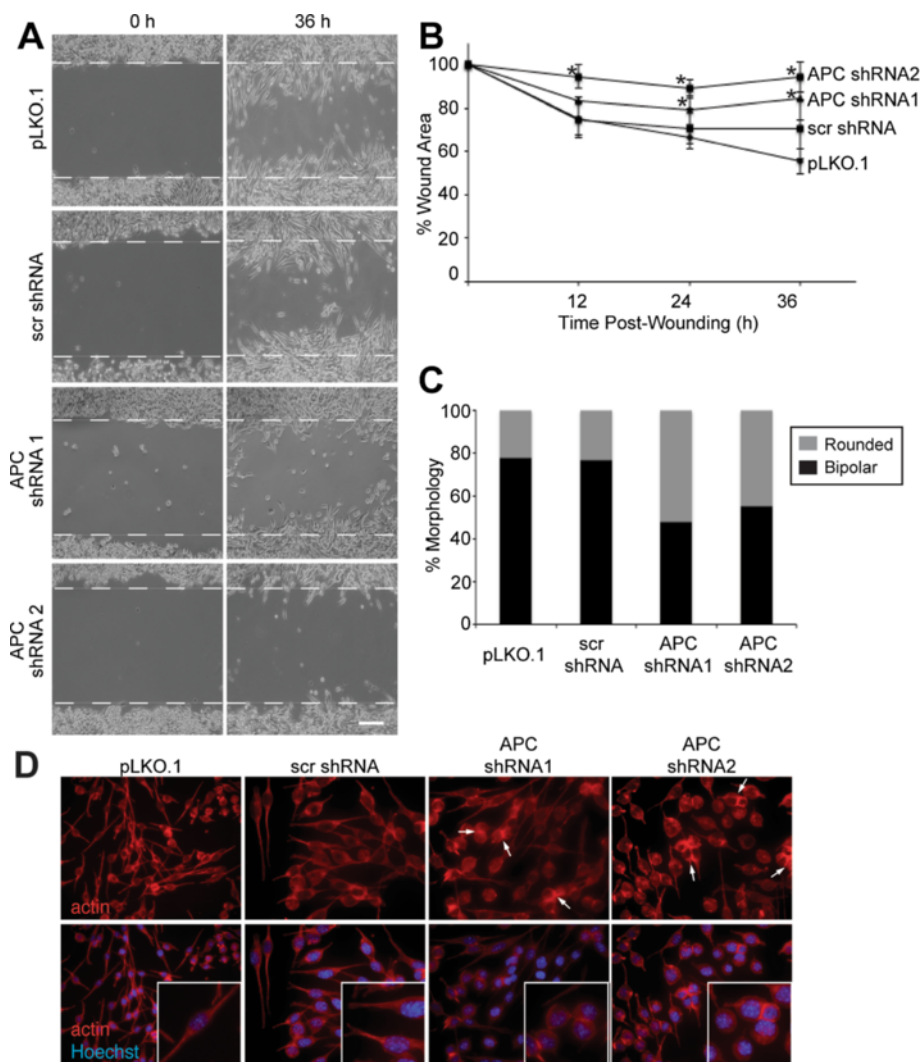 A
0 h
36 h
pLKO.1
scr shRNA
APC
shRNA 1
APC
shRNA 2
B
100
80
60
40
20
0
% Wound Area
12
24
36
Time Post-Wounding (h)
*
*
*
*
*
APC shRNA2
APC shRNA1
scr shRNA
pLKO.1
C
100
80
60
40
20
0
% Morphology
pLKO.1
scr
shRNA
APC
shRNA1
APC
shRNA2
Rounded
Bipolar
D
pLKO.1
scr shRNA
APC
shRNA1
APC
shRNA2
actin
actin
Hoechst